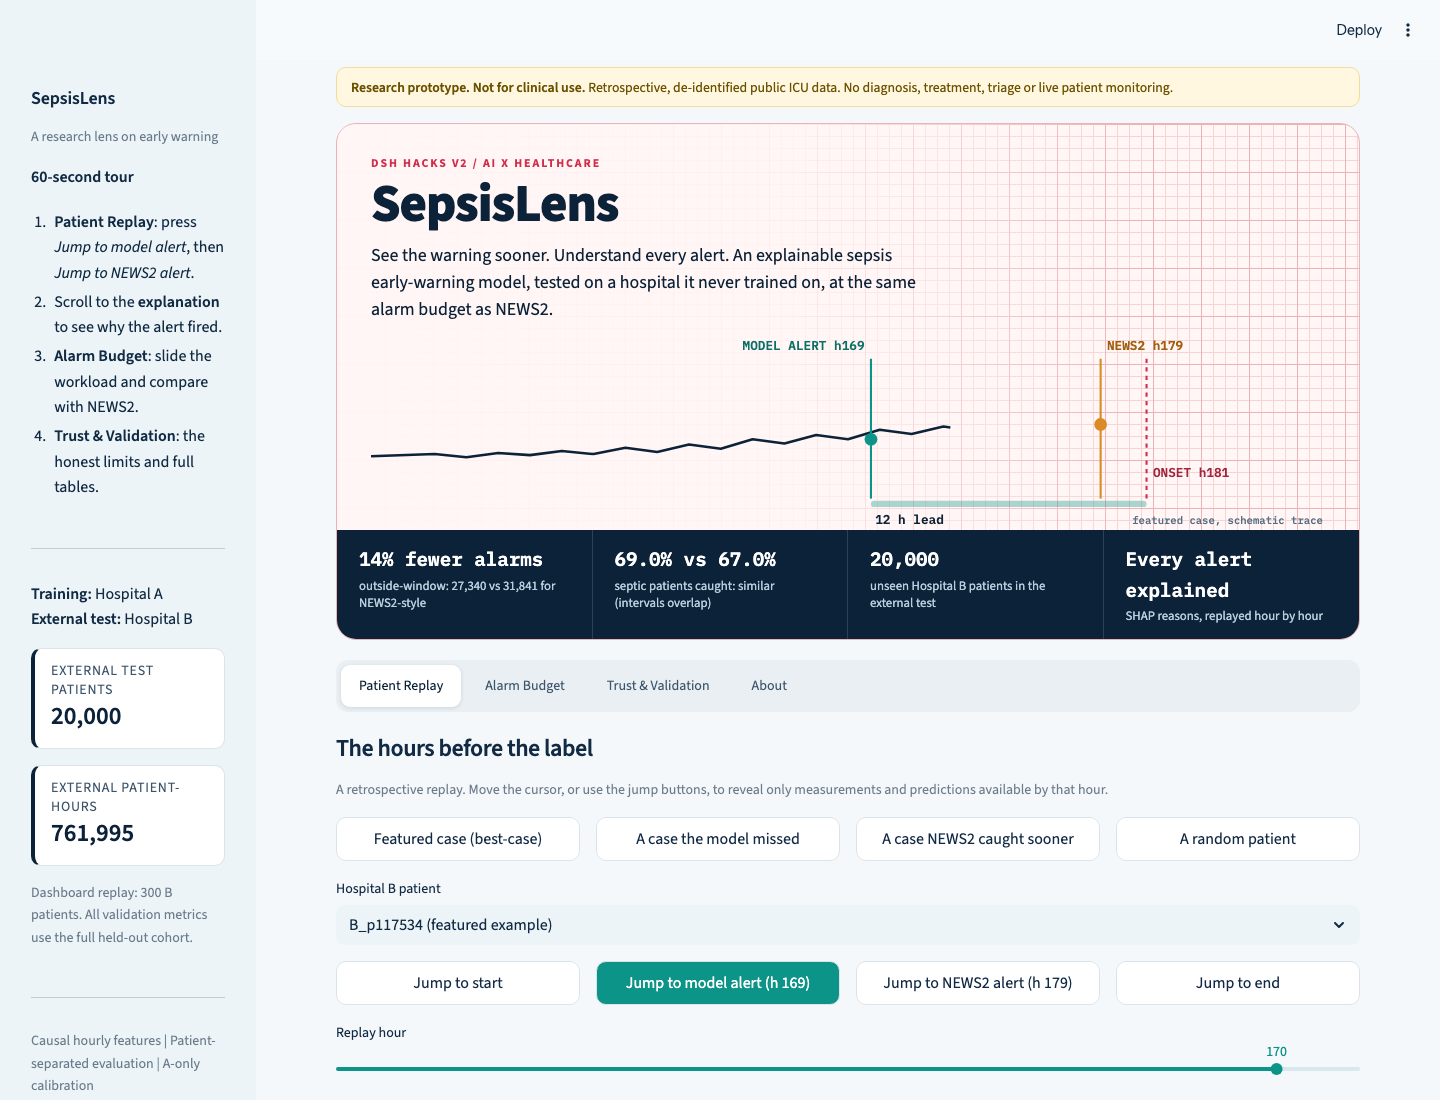 Deploy
SepsisLens
A research lens on early warning
60-second tour
1. Patient Replay: press
Jump to model alert, then
Jump to NEWS2 alert.
2. Scroll to the explanation
to see why the alert fired.
3. Alarm Budget: slide the
workload and compare
with NEWS2.
4. Trust & Validation: the
honest limits and full
tables.
Training: Hospital A
External test: Hospital B
EXTERNAL TEST
PATIENTS
20,000
EXTERNAL PATIENT-
HOURS
761,995
Dashboard replay: 300 B
patients. All validation metrics
use the full held-out cohort.
Causal hourly features | Patient-
separated evaluation | A-only
calibration
Research prototype. Not for clinical use. Retrospective, de-identified public ICU data. No diagnosis, treatment, triage or live patient monitoring.
DSH HACKS V2 / AI X HEALTHCARE
SepsisLens
See the warning sooner. Understand every alert. An explainable sepsis
early-warning model, tested on a hospital it never trained on, at the same
alarm budget as NEWS2.
MODEL ALERT h169
NEWS2 h179
ONSET h181
12 h lead
featured case, schematic trace
14% fewer alarms
outside-window: 27,340 vs 31,841 for
NEWS2-style
69.0% vs 67.0%
septic patients caught: similar
(intervals overlap)
20,000
unseen Hospital B patients in the
external test
Every alert
explained
SHAP reasons, replayed hour by hour
Patient Replay
Alarm Budget
Trust & Validation
About
The hours before the label
A retrospective replay. Move the cursor, or use the jump buttons, to reveal only measurements and predictions available by that hour.
Featured case (best-case)
A case the model missed
A case NEWS2 caught sooner
A random patient
Hospital B patient
B_p117534 (featured example)
Jump to start
Jump to model alert (h 169)
Jump to NEWS2 alert (h 179)
Jump to end
Replay hour
170